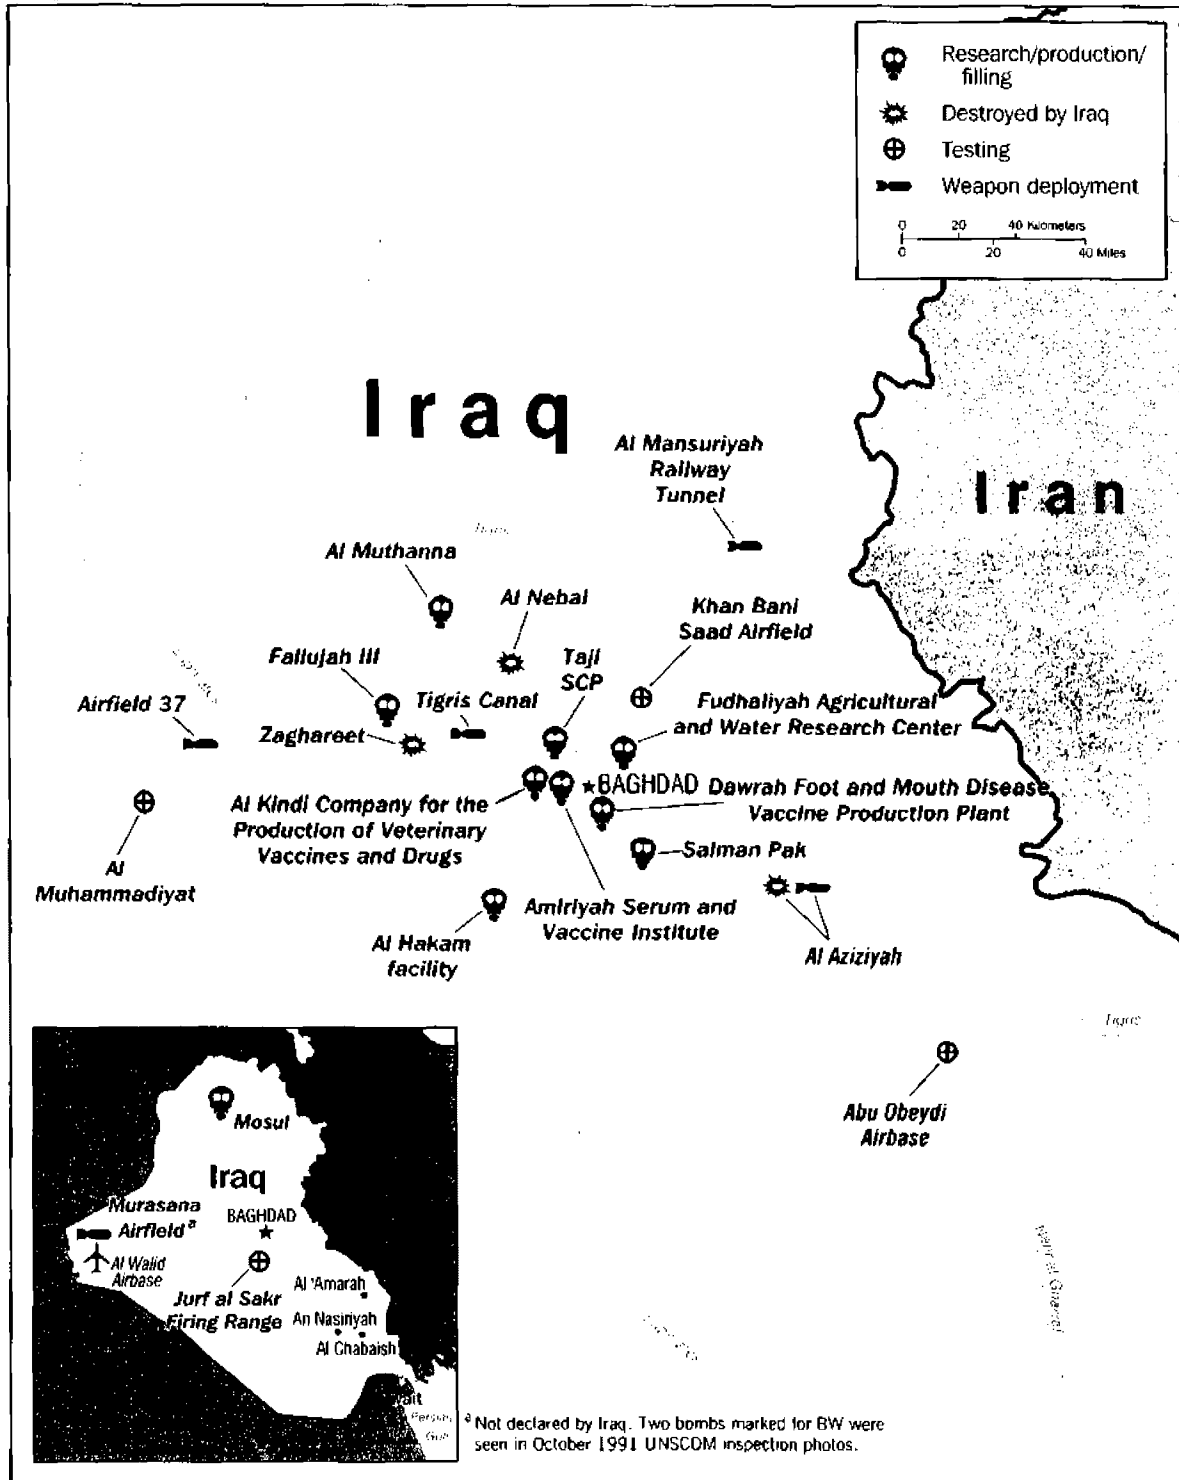 Research/production/
filling
Destroyed by Iraq
Testing
Weapon deployment
0 20 40 Kilometers
0 20 40 Miles
Iraq
Iran
Al Mansuriyah
Railway
Tunnel
Al Muthanna
Al Nebai
Khan Bani
Saad Airfield
Fallujah III
Taji
SCP
Airfield 37
Tigris Canal
Fudhaliyah Agricultural
and Water Research Center
Zaghareet
BAGHDAD
Dawrah Foot and Mouth Disease
Vaccine Production Plant
Al Kindi Company for the
Production of Veterinary
Vaccines and Drugs
Al
Muhammadiyat
Salman Pak
Amiriyah Serum and
Vaccine Institute
Al Hakam
facility
Al Aziziyah
Tigris
Abu Obeydi
Airbase
Mosul
Iraq
Murasana
Airfield a
BAGHDAD
Al Walid
Airbase
Jurf al Sakr
Firing Range
Al 'Amarah
An Nasiriyah
Al Chabaish
Persian
Gulf
a Not declared by Iraq. Two bombs marked for BW were
seen in October 1991 UNSCOM inspection photos.